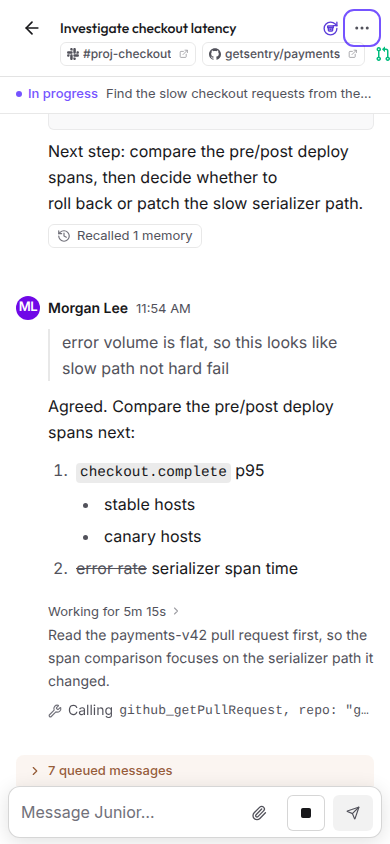 Investigate checkout latency
#proj-checkout
getsentry/payments
In progress Find the slow checkout requests from the...
Next step: compare the pre/post deploy
spans, then decide whether to
roll back or patch the slow serializer path.
Recalled 1 memory
ML Morgan Lee 11:54 AM
error volume is flat, so this looks like
slow path not hard fail
Agreed. Compare the pre/post deploy
spans next:
1. checkout.complete p95
• stable hosts
• canary hosts
2. error rate serializer span time
Working for 5m 15s
Read the payments-v42 pull request first, so the
span comparison focuses on the serializer path it
changed.
Calling github_getPullRequest, repo: "g…
7 queued messages
Message Junior...